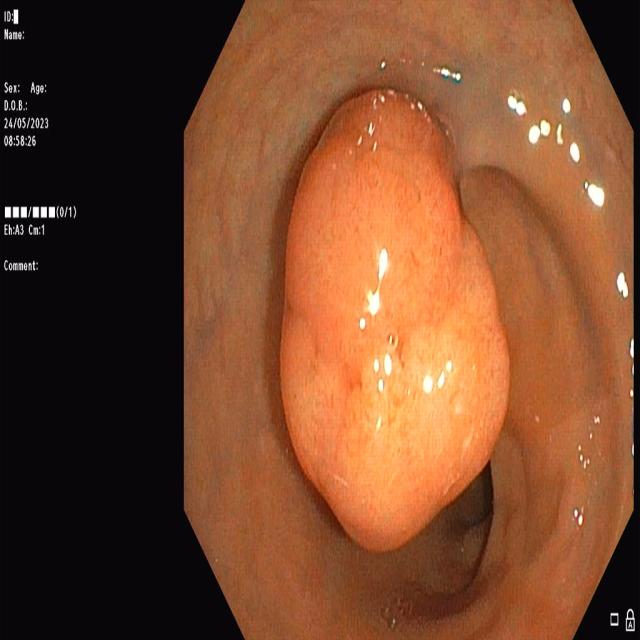 ID:
Name:
Sex: Age:
D.O.B.:
24/05/2023
08:58:26
■■■/■■■(0/1)
Eh:A3 Cm:1
Comment:
A